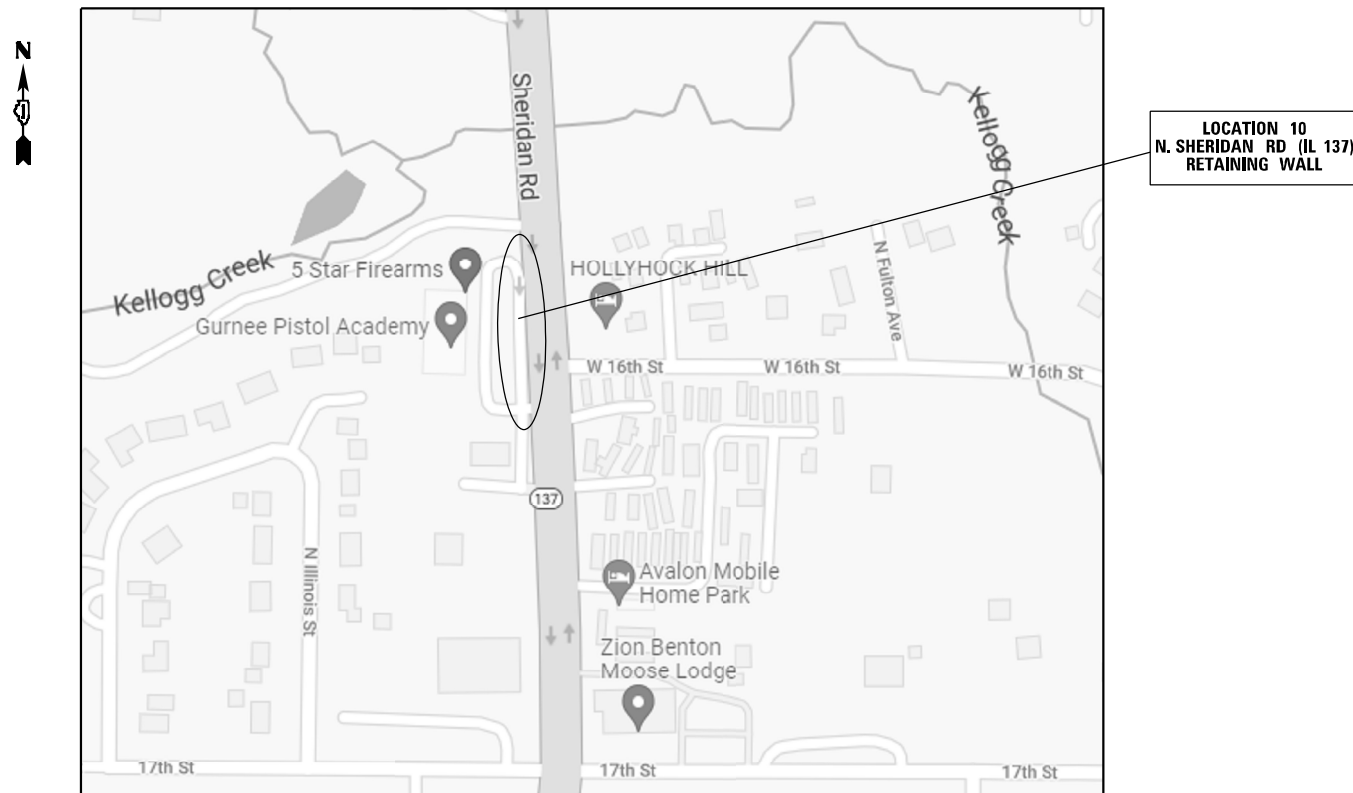 N
Sheridan Rd
Kellogg Creek
LOCATION 10
N. SHERIDAN RD (IL 137)
RETAINING WALL
Kellogg Creek
5 Star Firearms
HOLLYHOCK HILL
N Fulton Ave
Gurnee Pistol Academy
W 16th St
W 16th St
W 16th St
137
N Illinois St
Avalon Mobile
Home Park
Zion Benton
Moose Lodge
17th St
17th St
17th St